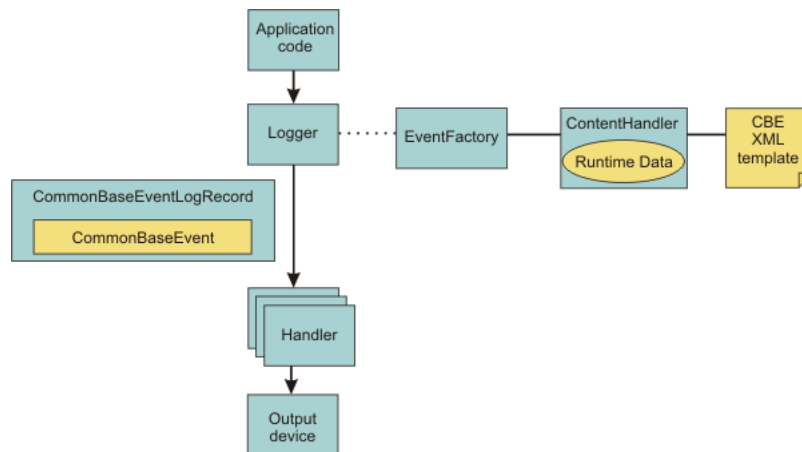 Application
code
Logger
EventFactory
ContentHandler
Runtime Data
CBE
XML
template
CommonBaseEventLogRecord
CommonBaseEvent
Handler
Output
device